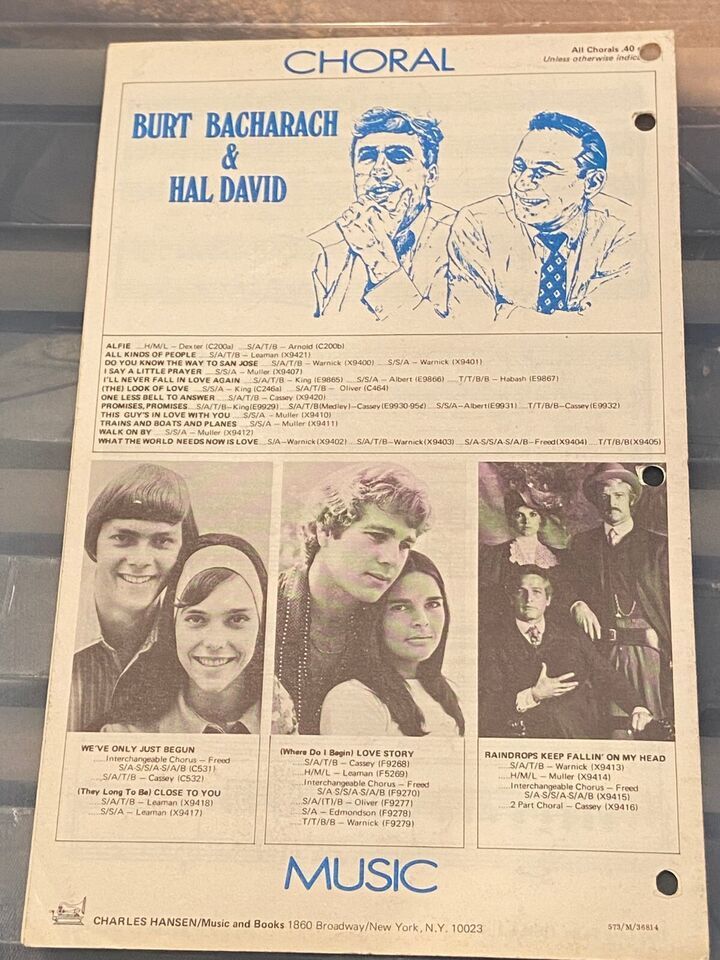 CHORAL
All Chorals .40
Unless otherwise indic
BURT BACHARACH
&
HAL DAVID
ALFIE ....H/M/L – Dexter (C200a) ....S/A/T/B – Arnold (C200b)
ALL KINDS OF PEOPLE ....S/A/T/B – Leaman (X9421)
DO YOU KNOW THE WAY TO SAN JOSE ....S/A/T/B – Warnick (X9400) ....S/S/A – Warnick (X9401)
I SAY A LITTLE PRAYER ....S/S/A – Muller (X9407)
I'LL NEVER FALL IN LOVE AGAIN ....S/A/T/B – King (E9865) ....S/S/A – Albert (E9866) ....T/T/B/B – Habash (E9867)
(THE) LOOK OF LOVE ....S/S/A – King (C246a) ....S/A/T/B – Oliver (C464)
ONE LESS BELL TO ANSWER ....S/A/T/B – Cassey (X9420)
PROMISES, PROMISES....S/A/T/B–King(E9929) ....S/A/T/B(Medley)–Cassey(E9930-95¢) ....S/S/A–Albert(E9931) ....T/T/B/B–Cassey(E9932)
THIS GUY'S IN LOVE WITH YOU ....S/S/A – Muller (X9410)
TRAINS AND BOATS AND PLANES ....S/S/A – Muller (X9411)
WALK ON BY ....S/S/A – Muller (X9412)
WHAT THE WORLD NEEDS NOW IS LOVE....S/A–Warnick(X9402) ....S/A/T/B–Warnick(X9403) ....S/A-S/S/A-S/A/B–Freed(X9404) ....T/T/B/B(X9405)
WE'VE ONLY JUST BEGUN
....Interchangeable Chorus – Freed
S/A-S/S/A-S/A/B (C531)
....S/A/T/B – Cassey (C532)
(They Long To Be) CLOSE TO YOU
....S/A/T/B – Leaman (X9418)
....S/S/A – Leaman (X9417)
(Where Do I Begin) LOVE STORY
....S/A/T/B – Cassey (F9268)
....H/M/L – Leaman (F5269)
....Interchangeable Chorus – Freed
S/A-S/S/A-S/A/B (F9270)
....S/A/(T)/B – Oliver (F9277)
....S/A – Edmondson (F9278)
....T/T/B/B – Warnick (F9279)
RAINDROPS KEEP FALLIN' ON MY HEAD
....S/A/T/B – Warnick (X9413)
....H/M/L – Muller (X9414)
....Interchangeable Chorus – Freed
S/A-S/S/A-S/A/B (X9415)
....2 Part Choral – Cassey (X9416)
MUSIC
CHARLES HANSEN/Music and Books 1860 Broadway/New York, N.Y. 10023
573/M/36814